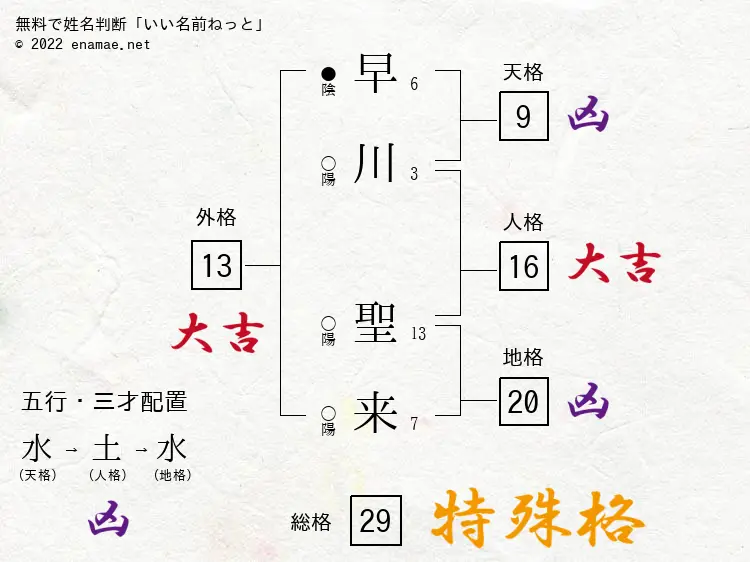 無料で姓名判断「いい名前ねっと」
© 2022 enamae.net
●陰 早 6
○陽 川 3
○陽 聖 13
○陽 来 7
天格
9 凶
人格
16 大吉
地格
20 凶
外格
13
大吉
五行・三才配置
水→土→水
(天格) (人格) (地格)
凶
総格 29 特殊格